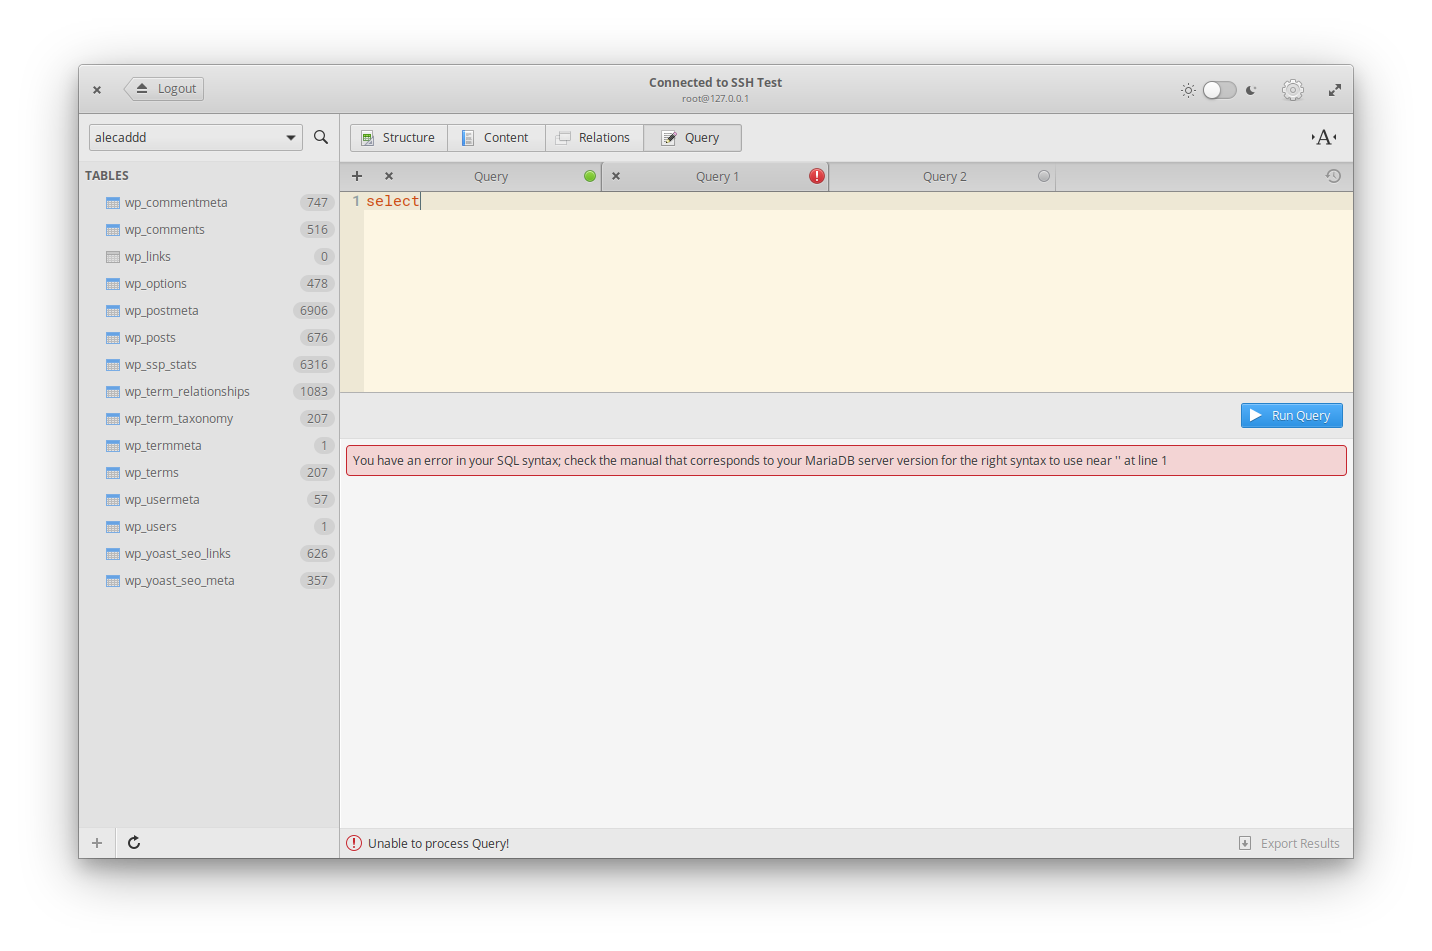 Logout
Connected to SSH Test
root@127.0.0.1
alecaddd
Structure
Content
Relations
Query
A
TABLES
wp_commentmeta 747
wp_comments 516
wp_links 0
wp_options 478
wp_postmeta 6906
wp_posts 676
wp_ssp_stats 6316
wp_term_relationships 1083
wp_term_taxonomy 207
wp_termmeta 1
wp_terms 207
wp_usermeta 57
wp_users 1
wp_yoast_seo_links 626
wp_yoast_seo_meta 357
Query
Query 1
Query 2
1 select
Run Query
You have an error in your SQL syntax; check the manual that corresponds to your MariaDB server version for the right syntax to use near '' at line 1
Unable to process Query!
Export Results